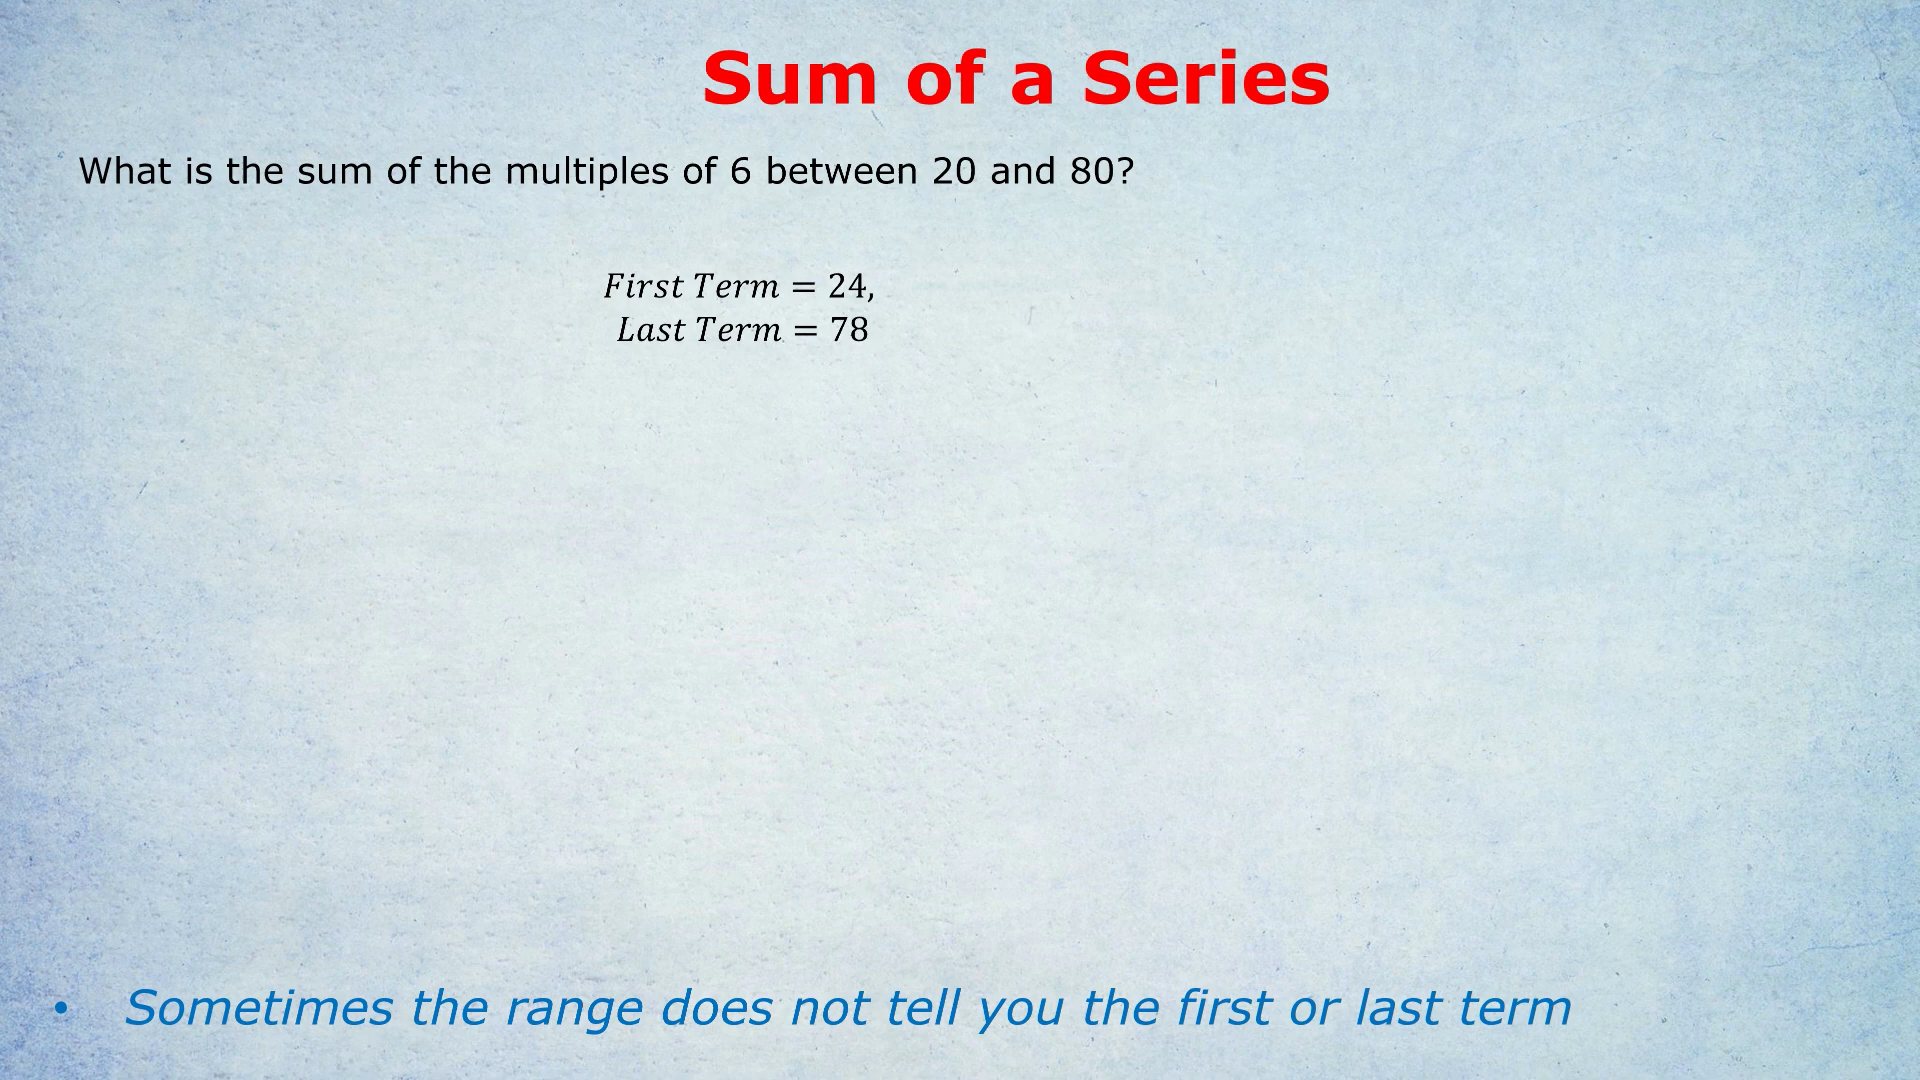 Sum of a Series
What is the sum of the multiples of 6 between 20 and 80?
First Term = 24,
Last Term = 78
• Sometimes the range does not tell you the first or last term